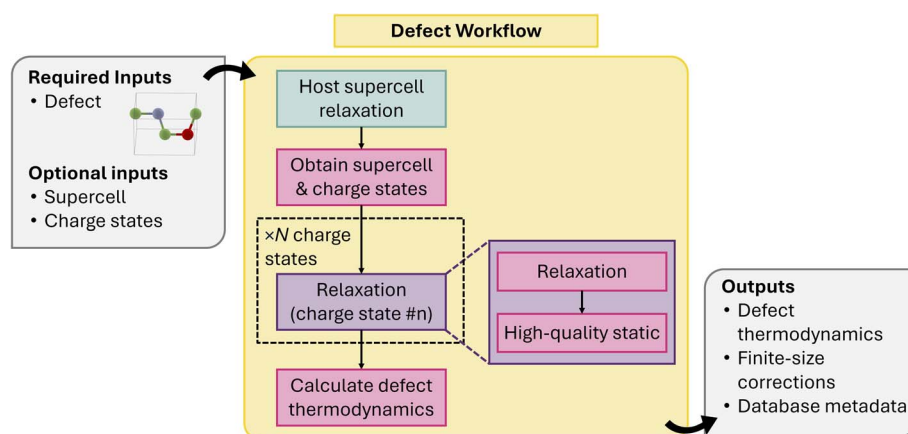 Defect Workflow
Required Inputs
• Defect
Optional inputs
• Supercell
• Charge states
Host supercell
relaxation
Obtain supercell
& charge states
×N charge
states
Relaxation
(charge state #n)
Calculate defect
thermodynamics
Relaxation
High-quality static
Outputs
• Defect
thermodynamics
• Finite-size
corrections
• Database metadata